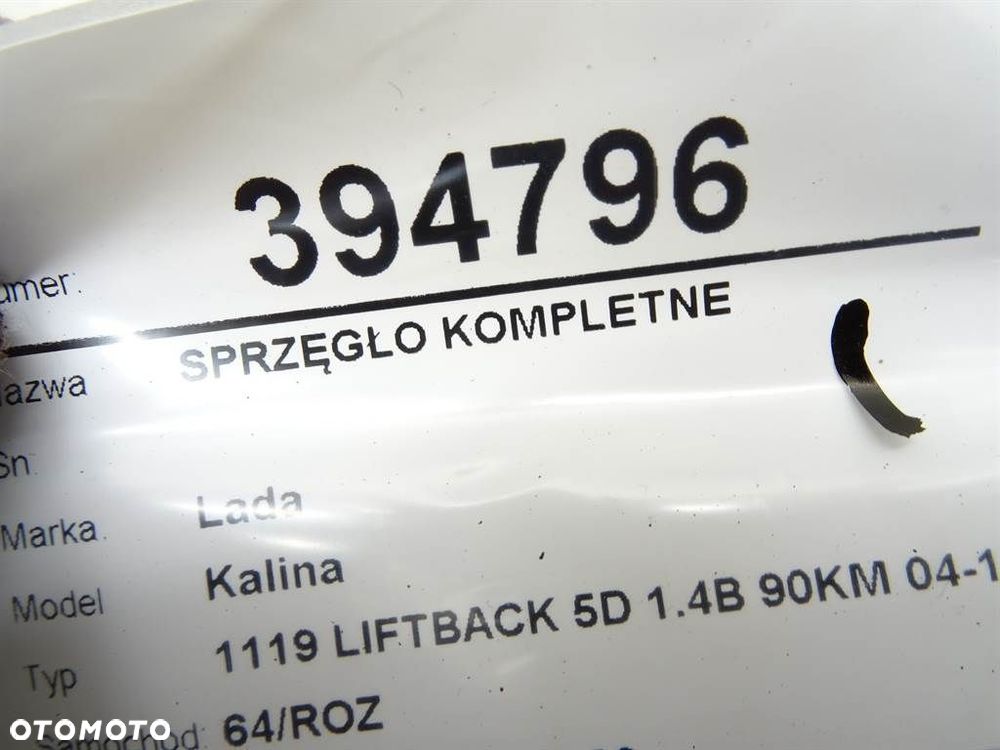 umer: 394796
azwa SPRZĘGŁO KOMPLETNE
Sn:
Marka Lada
Model Kalina
Typ 1119 LIFTBACK 5D 1.4B 90KM 04-1
Samochód: 64/ROZ
OTOMOTO